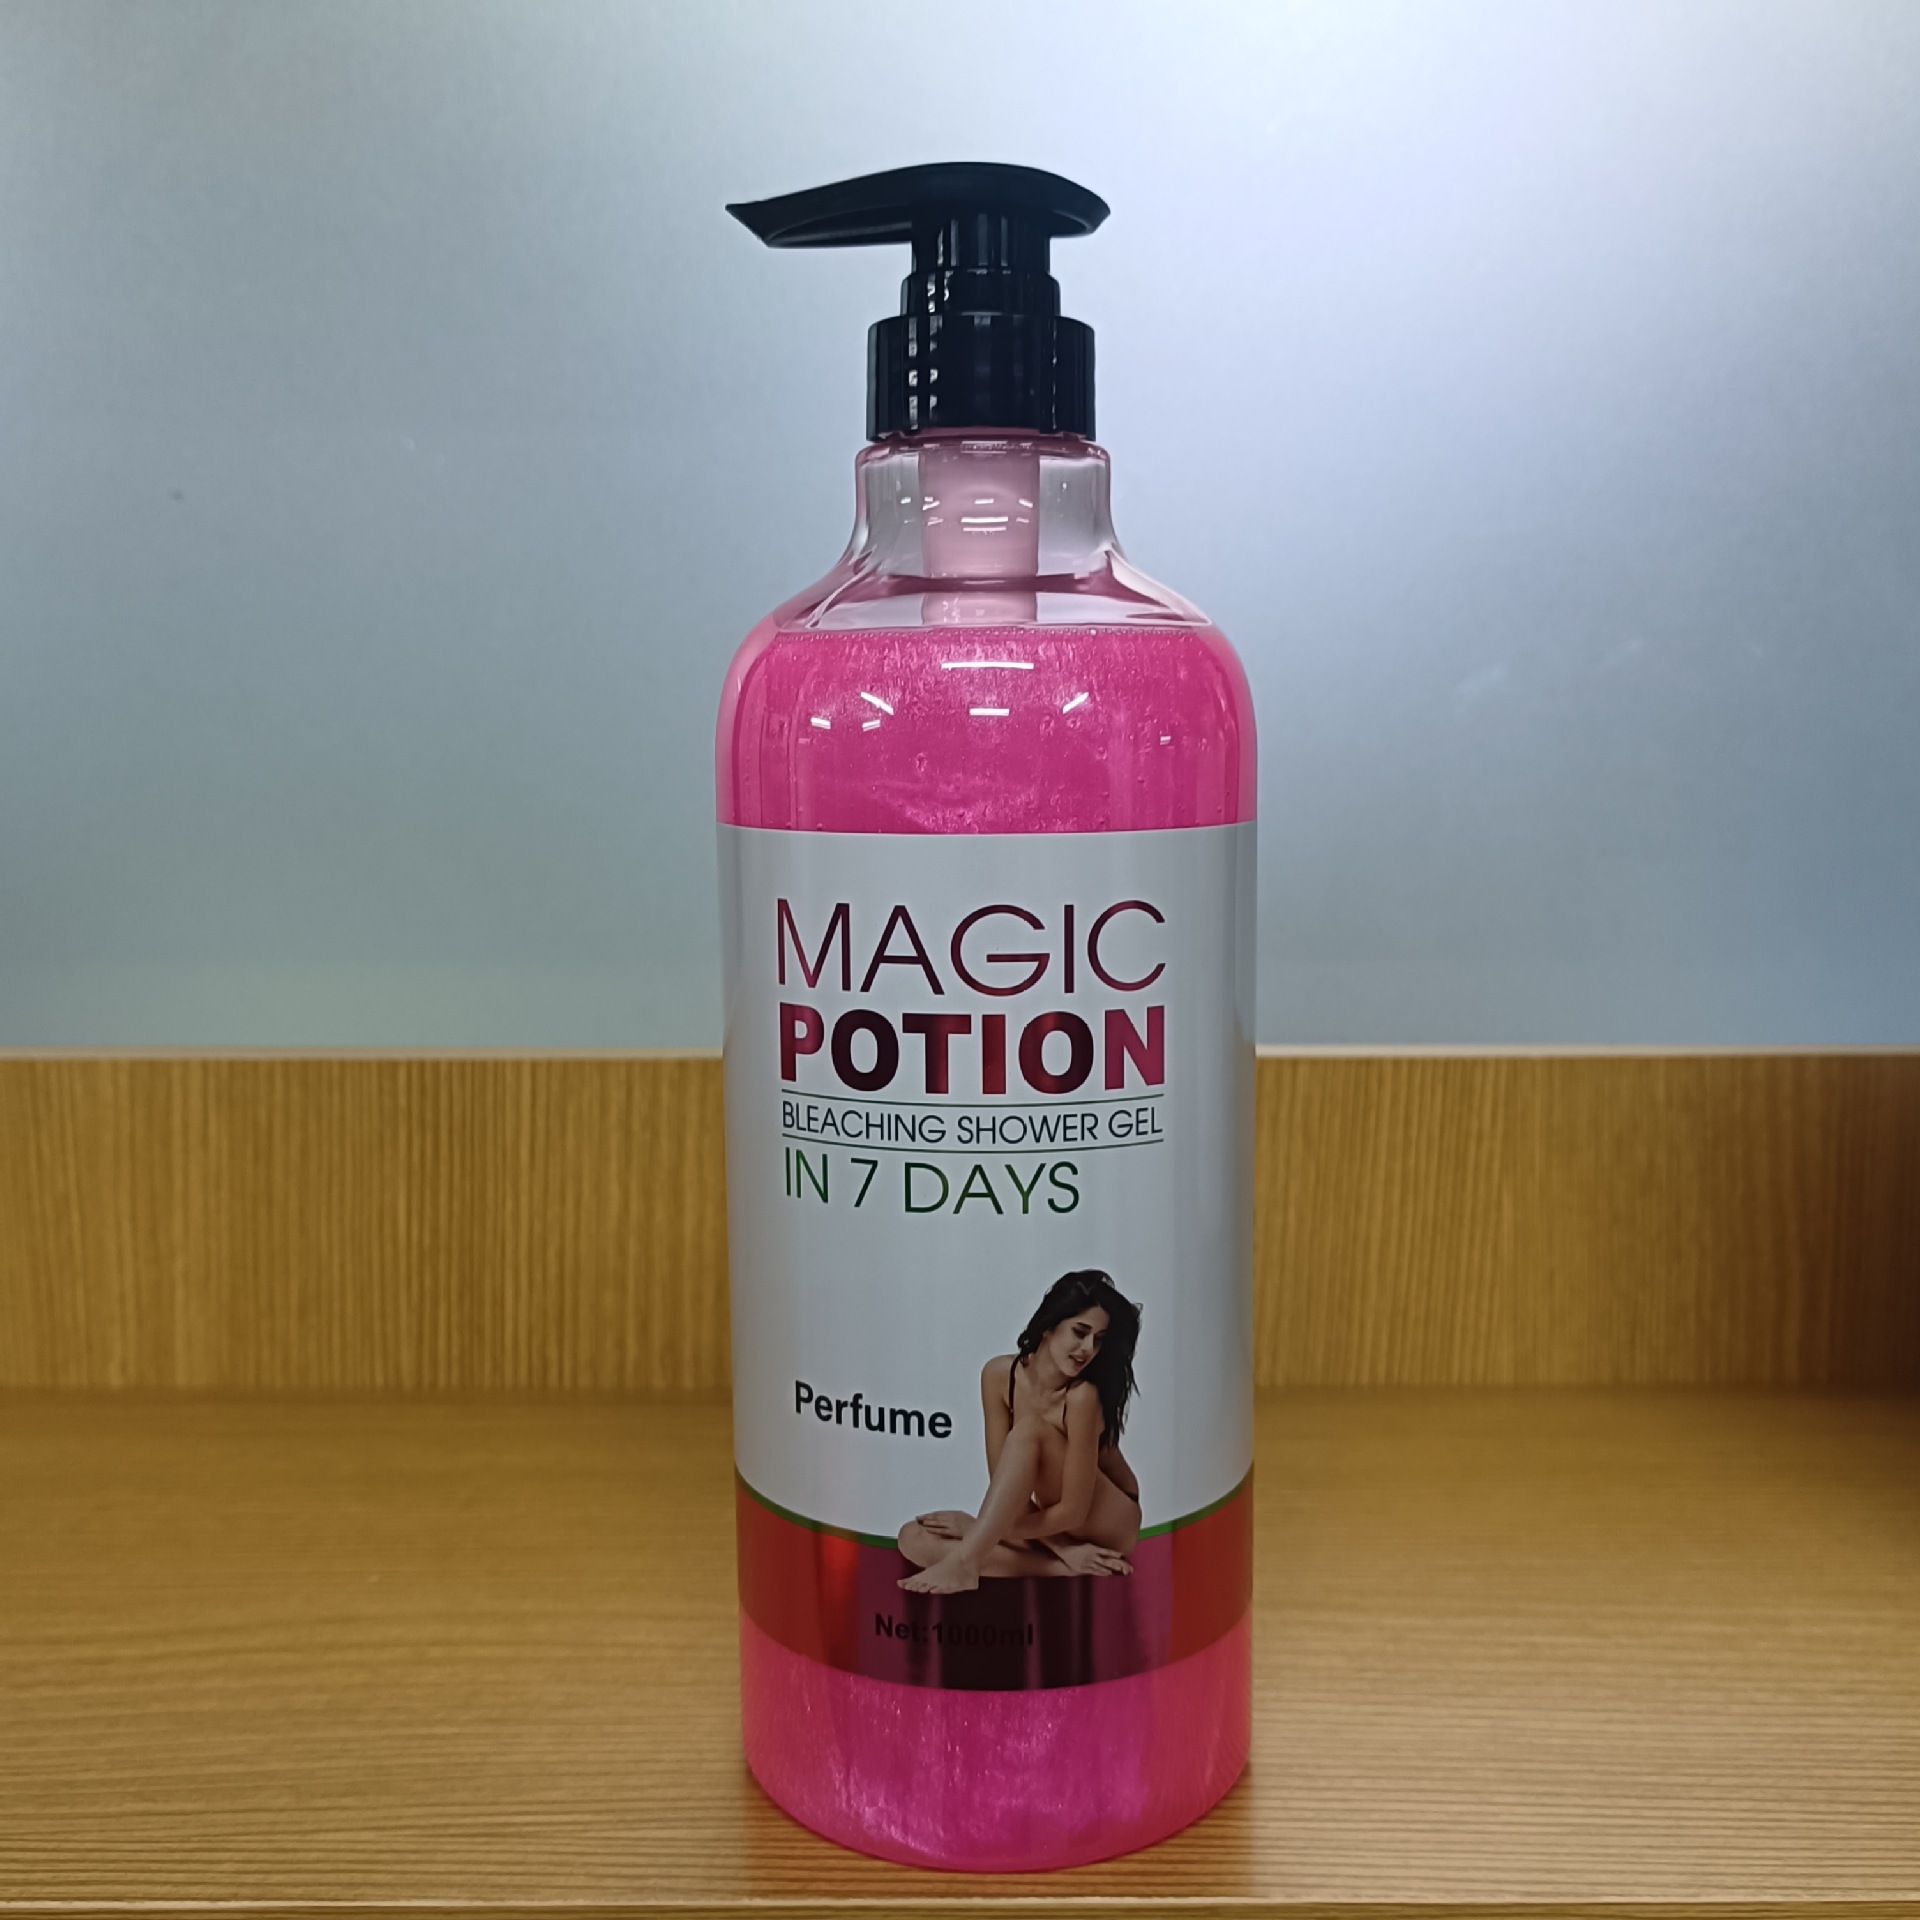 MAGIC
POTION
BLEACHING SHOWER GEL
IN 7 DAYS
Perfume
Net:1000ml